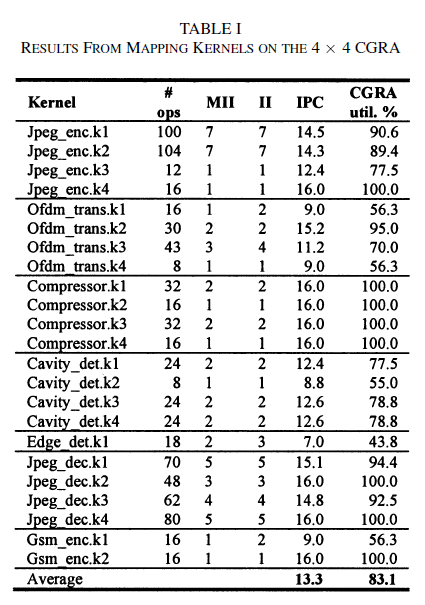 TABLE I
RESULTS FROM MAPPING KERNELS ON THE 4 × 4 CGRA
Kernel # ops MII II IPC CGRA util. %
Jpeg_enc.k1 100 7 7 14.5 90.6
Jpeg_enc.k2 104 7 7 14.3 89.4
Jpeg_enc.k3 12 1 1 12.4 77.5
Jpeg_enc.k4 16 1 1 16.0 100.0
Ofdm_trans.k1 16 1 2 9.0 56.3
Ofdm_trans.k2 30 2 2 15.2 95.0
Ofdm_trans.k3 43 3 4 11.2 70.0
Ofdm_trans.k4 8 1 1 9.0 56.3
Compressor.k1 32 2 2 16.0 100.0
Compressor.k2 16 1 1 16.0 100.0
Compressor.k3 32 2 2 16.0 100.0
Compressor.k4 16 1 1 16.0 100.0
Cavity_det.k1 24 2 2 12.4 77.5
Cavity_det.k2 8 1 1 8.8 55.0
Cavity_det.k3 24 2 2 12.6 78.8
Cavity_det.k4 24 2 2 12.6 78.8
Edge_det.k1 18 2 3 7.0 43.8
Jpeg_dec.k1 70 5 5 15.1 94.4
Jpeg_dec.k2 48 3 3 16.0 100.0
Jpeg_dec.k3 62 4 4 14.8 92.5
Jpeg_dec.k4 80 5 5 16.0 100.0
Gsm_enc.k1 16 1 2 9.0 56.3
Gsm_enc.k2 16 1 1 16.0 100.0
Average 13.3 83.1